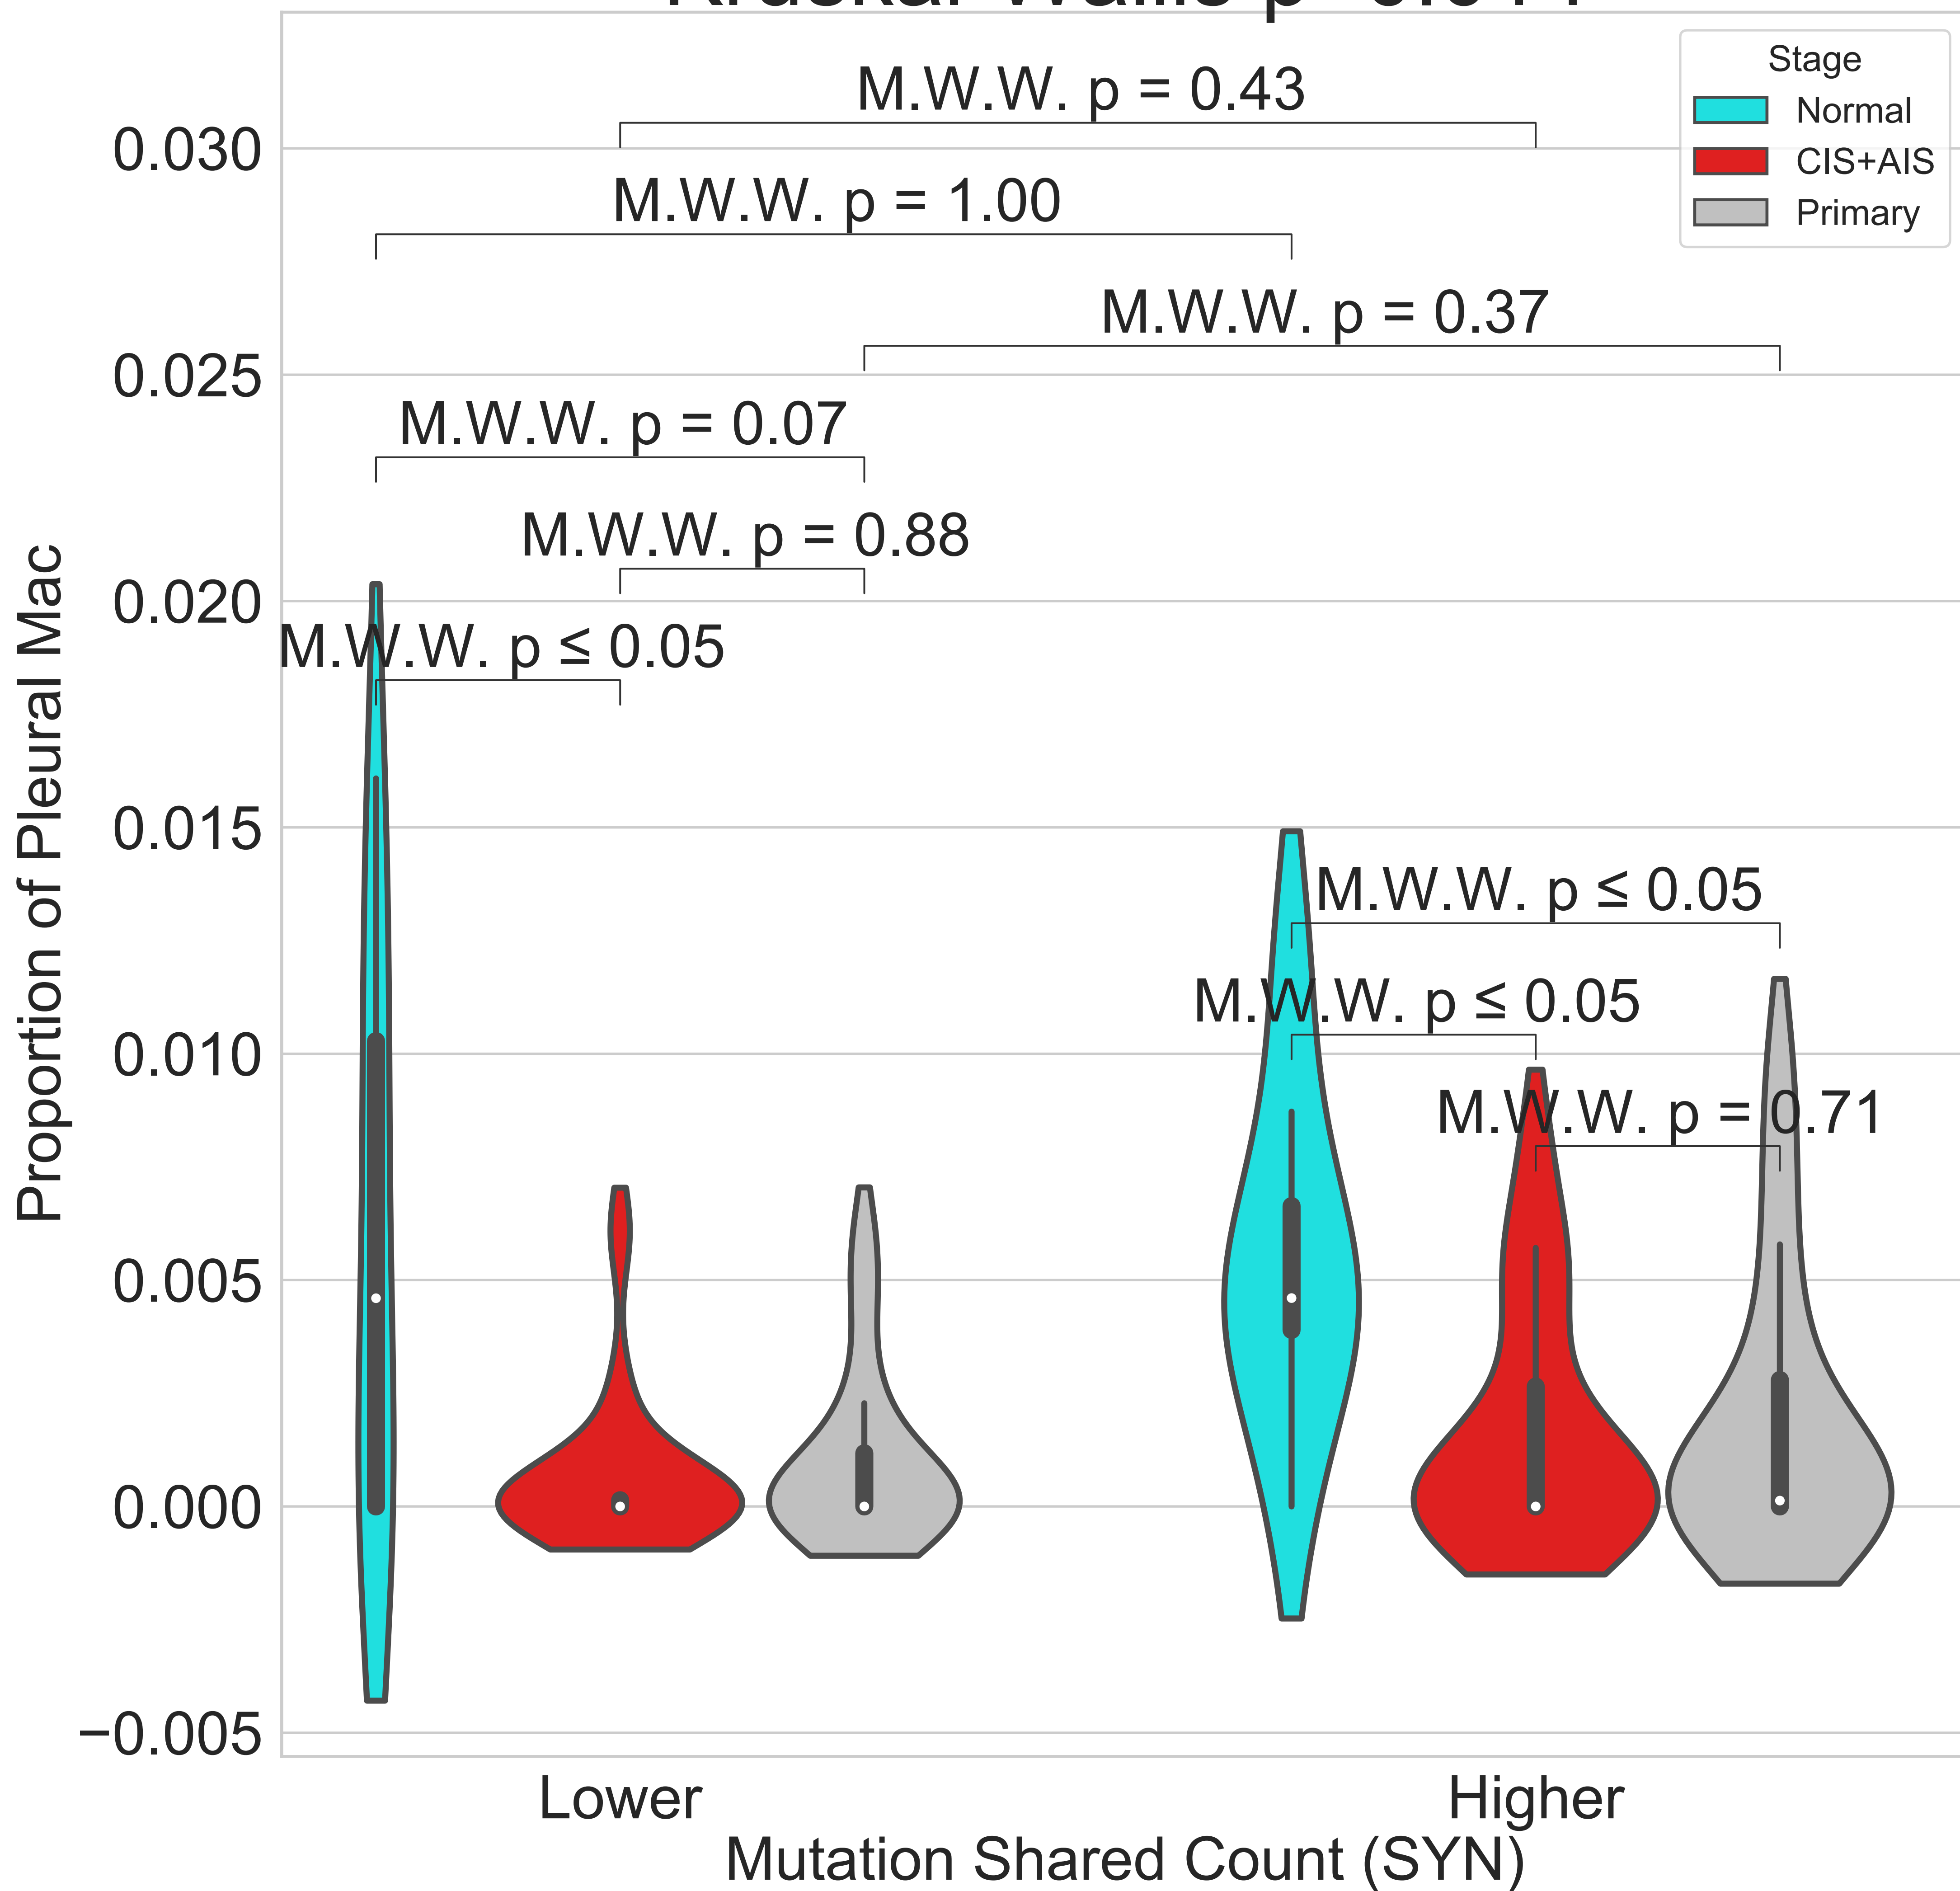 Stage
Normal
CIS+AIS
Primary
M.W.W. p = 0.43
M.W.W. p = 1.00
M.W.W. p = 0.37
M.W.W. p = 0.07
M.W.W. p = 0.88
M.W.W. p ≤ 0.05
M.W.W. p ≤ 0.05
M.W.W. p ≤ 0.05
M.W.W. p = 0.71
0.030
0.025
0.020
0.015
0.010
0.005
0.000
−0.005
Proportion of Pleural Mac
Lower
Higher
Mutation Shared Count (SYN)